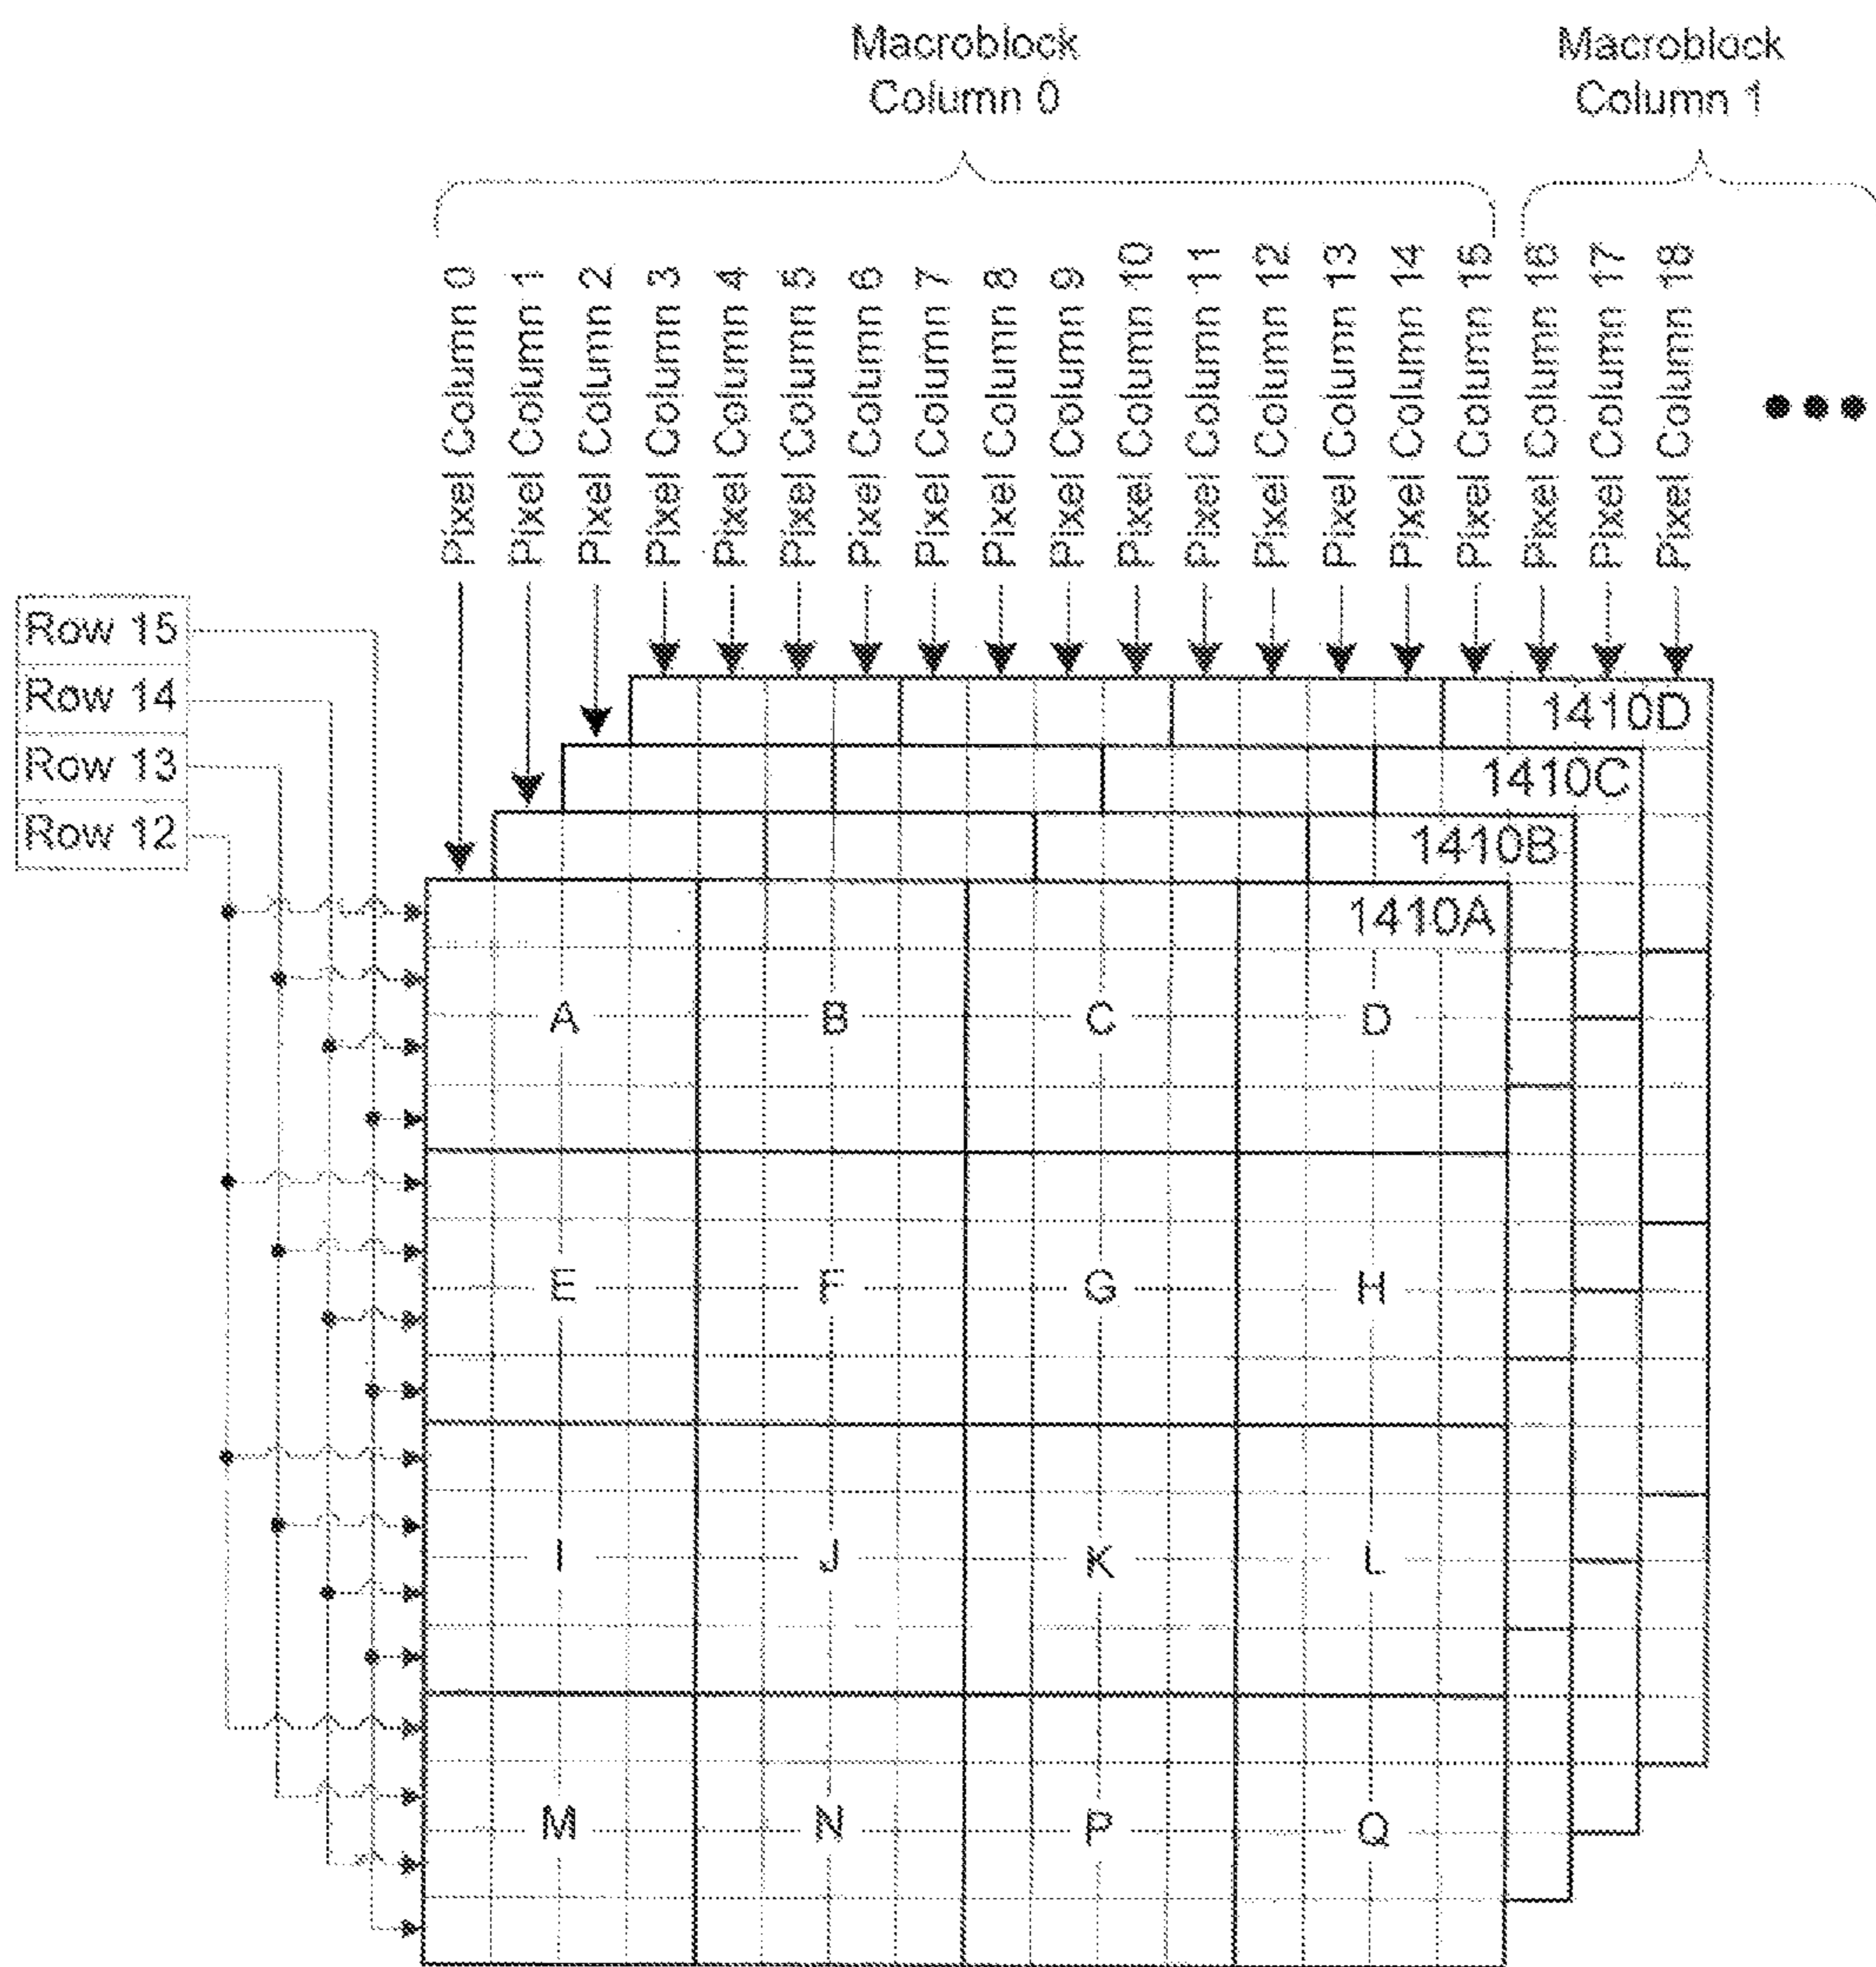 Macroblock
Column 0
Macroblock
Column 1
Pixel Column 0
Pixel Column 1
Pixel Column 2
Pixel Column 3
Pixel Column 4
Pixel Column 5
Pixel Column 6
Pixel Column 7
Pixel Column 8
Pixel Column 9
Pixel Column 10
Pixel Column 11
Pixel Column 12
Pixel Column 13
Pixel Column 14
Pixel Column 15
Pixel Column 16
Pixel Column 17
Pixel Column 18
Row 15
Row 14
Row 13
Row 12
1410D
1410C
1410B
1410A
A B C D
E F G H
I J K L
M N P Q